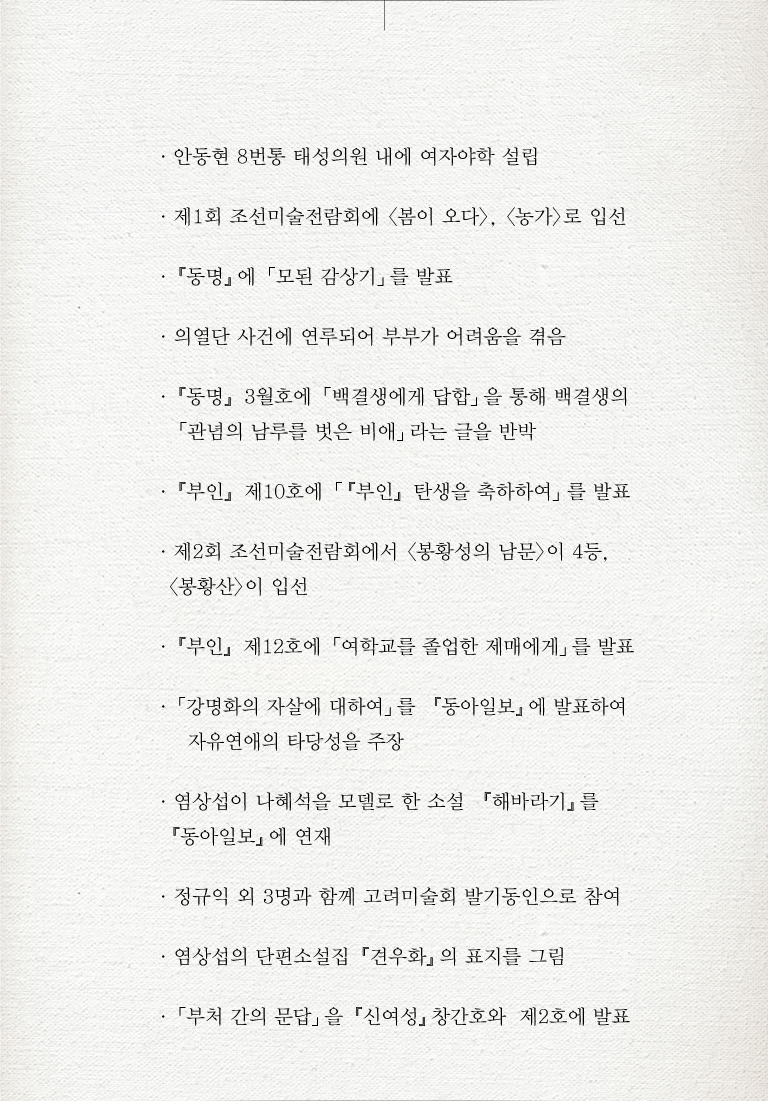 · 안동현 8번통 태성의원 내에 여자야학 설립
· 제1회 조선미술전람회에 〈봄이 오다〉, 〈농가〉로 입선
· 『동명』에 「모된 감상기」를 발표
· 의열단 사건에 연루되어 부부가 어려움을 겪음
· 『동명』 3월호에 「백결생에게 답합」을 통해 백결생의
「관념의 남루를 벗은 비애」라는 글을 반박
· 『부인』 제10호에 「『부인』 탄생을 축하하여」를 발표
· 제2회 조선미술전람회에서 〈봉황성의 남문〉이 4등,
〈봉황산〉이 입선
· 『부인』 제12호에 「여학교를 졸업한 제매에게」를 발표
· 「강명화의 자살에 대하여」를 『동아일보』에 발표하여
자유연애의 타당성을 주장
· 염상섭이 나혜석을 모델로 한 소설 『해바라기』를
『동아일보』에 연재
· 정규익 외 3명과 함께 고려미술회 발기동인으로 참여
· 염상섭의 단편소설집 『견우화』의 표지를 그림
· 「부처 간의 문답」을 『신여성』창간호와 제2호에 발표